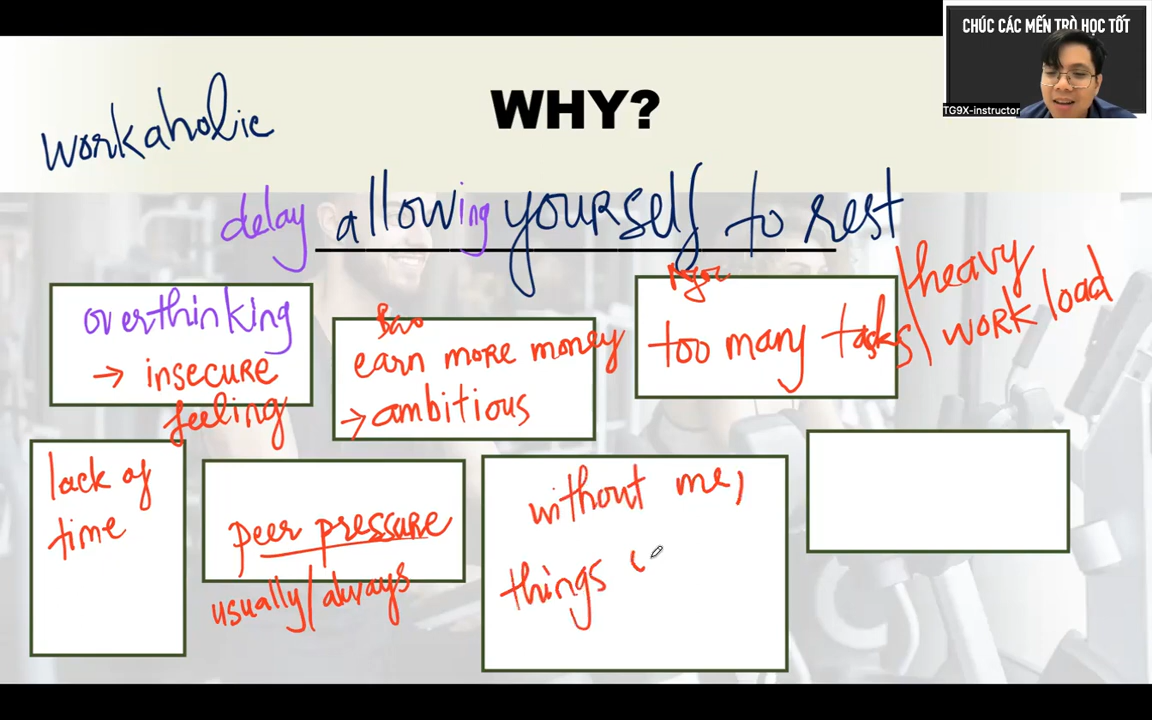 CHÚC CÁC MẾN TRÒ HỌC TỐT
TG9X-instructor
WHY?
workaholic
delay allowing yourself to rest
overthinking
→ insecure
feeling
Bao
earn more money
→ ambitious
Ngoc
too many tasks/
heavy
work load
lack of
time
peer pressure
usually/always
without me,
things